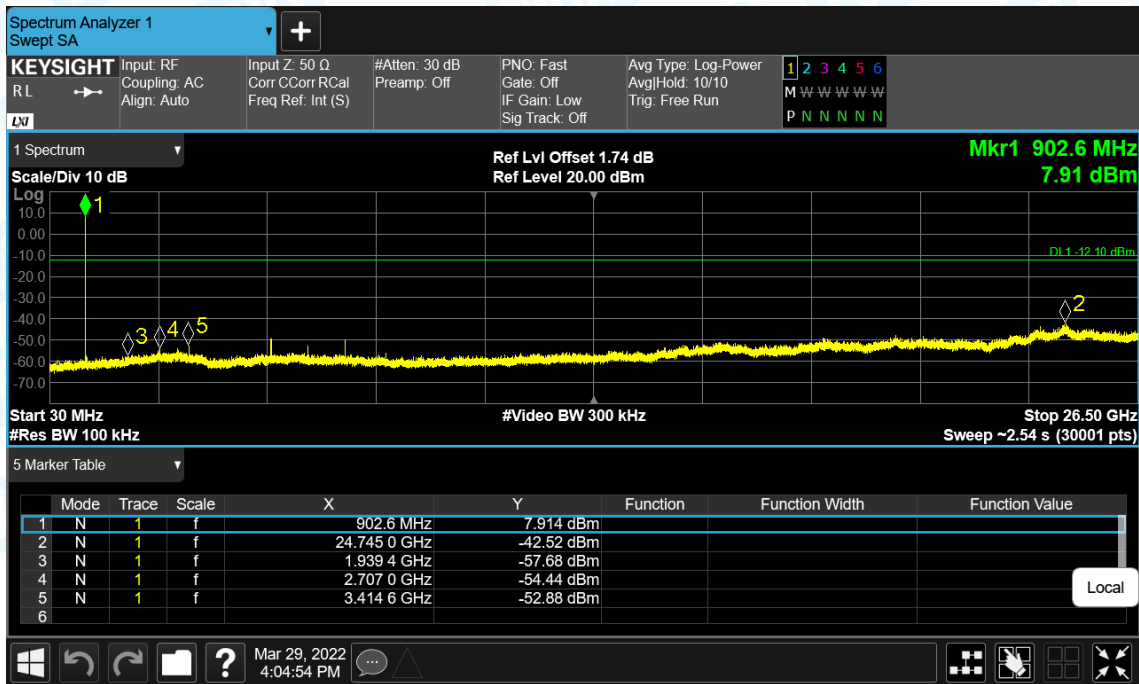 Spectrum Analyzer 1
Swept SA
+
KEYSIGHT
R L
LXI
Input: RF
Coupling: AC
Align: Auto
Input Z: 50 Ω
Corr CCorr RCal
Freq Ref: Int (S)
#Atten: 30 dB
Preamp: Off
PNO: Fast
Gate: Off
IF Gain: Low
Sig Track: Off
Avg Type: Log-Power
Avg|Hold: 10/10
Trig: Free Run
1 2 3 4 5 6
M W W W W W
P N N N N N
1 Spectrum
Scale/Div 10 dB
Ref Lvl Offset 1.74 dB
Ref Level 20.00 dBm
Mkr1 902.6 MHz
7.91 dBm
Log
10.0
0.00
-10.0
-20.0
-30.0
-40.0
-50.0
-60.0
-70.0
1
DL1 -12.10 dBm
2
3
4
5
Start 30 MHz
#Res BW 100 kHz
#Video BW 300 kHz
Stop 26.50 GHz
Sweep ~2.54 s (30001 pts)
5 Marker Table
Mode Trace Scale X Y Function Function Width Function Value
1 N 1 f 902.6 MHz 7.914 dBm
2 N 1 f 24.745 0 GHz -42.52 dBm
3 N 1 f 1.939 4 GHz -57.68 dBm
4 N 1 f 2.707 0 GHz -54.44 dBm
5 N 1 f 3.414 6 GHz -52.88 dBm
6
Local
?
Mar 29, 2022
4:04:54 PM